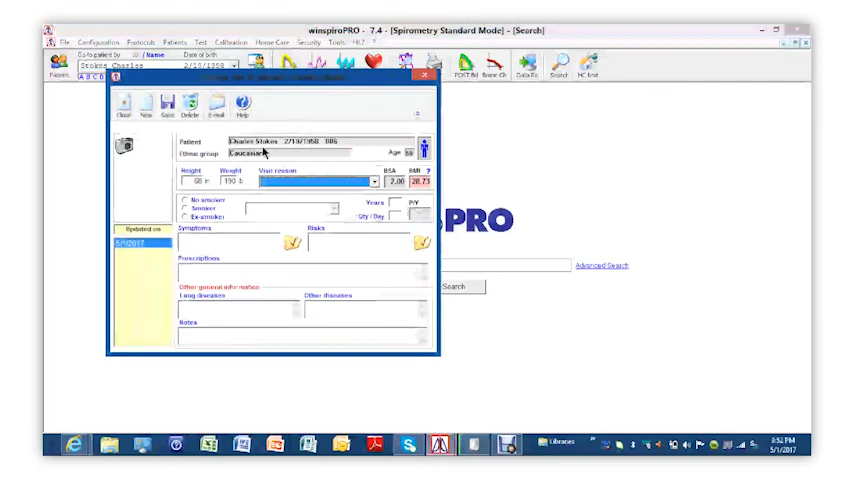 winspiroPRO - 7.4 - [Spirometry Standard Mode] - [Search]
File Configuration Protocols Patients Test Calibration Home Care Security Tools HL7 ?
Go to patient by ID / Name Date of birth
Stokes Charles 2/19/1958
Patients A B C D POST Bd Bronc Ch Data Rx Search HC test
Close New Save Delete E-mail Help
Patient Charles Stokes 2/19/1958 006
Ethnic group Caucasian Age
Height Weight Visit reason BSA BMI ?
68 in 190 lb 2.00 28.73
No smoker Years P/Y
Smoker
Ex-smoker Qty / Day
Updated on Symptoms Risks
5/1/2017
Prescriptions
Other general information
Lung diseases Other diseases
Notes
PRO
Advanced Search
Search
Libraries »
3:52 PM
5/1/2017